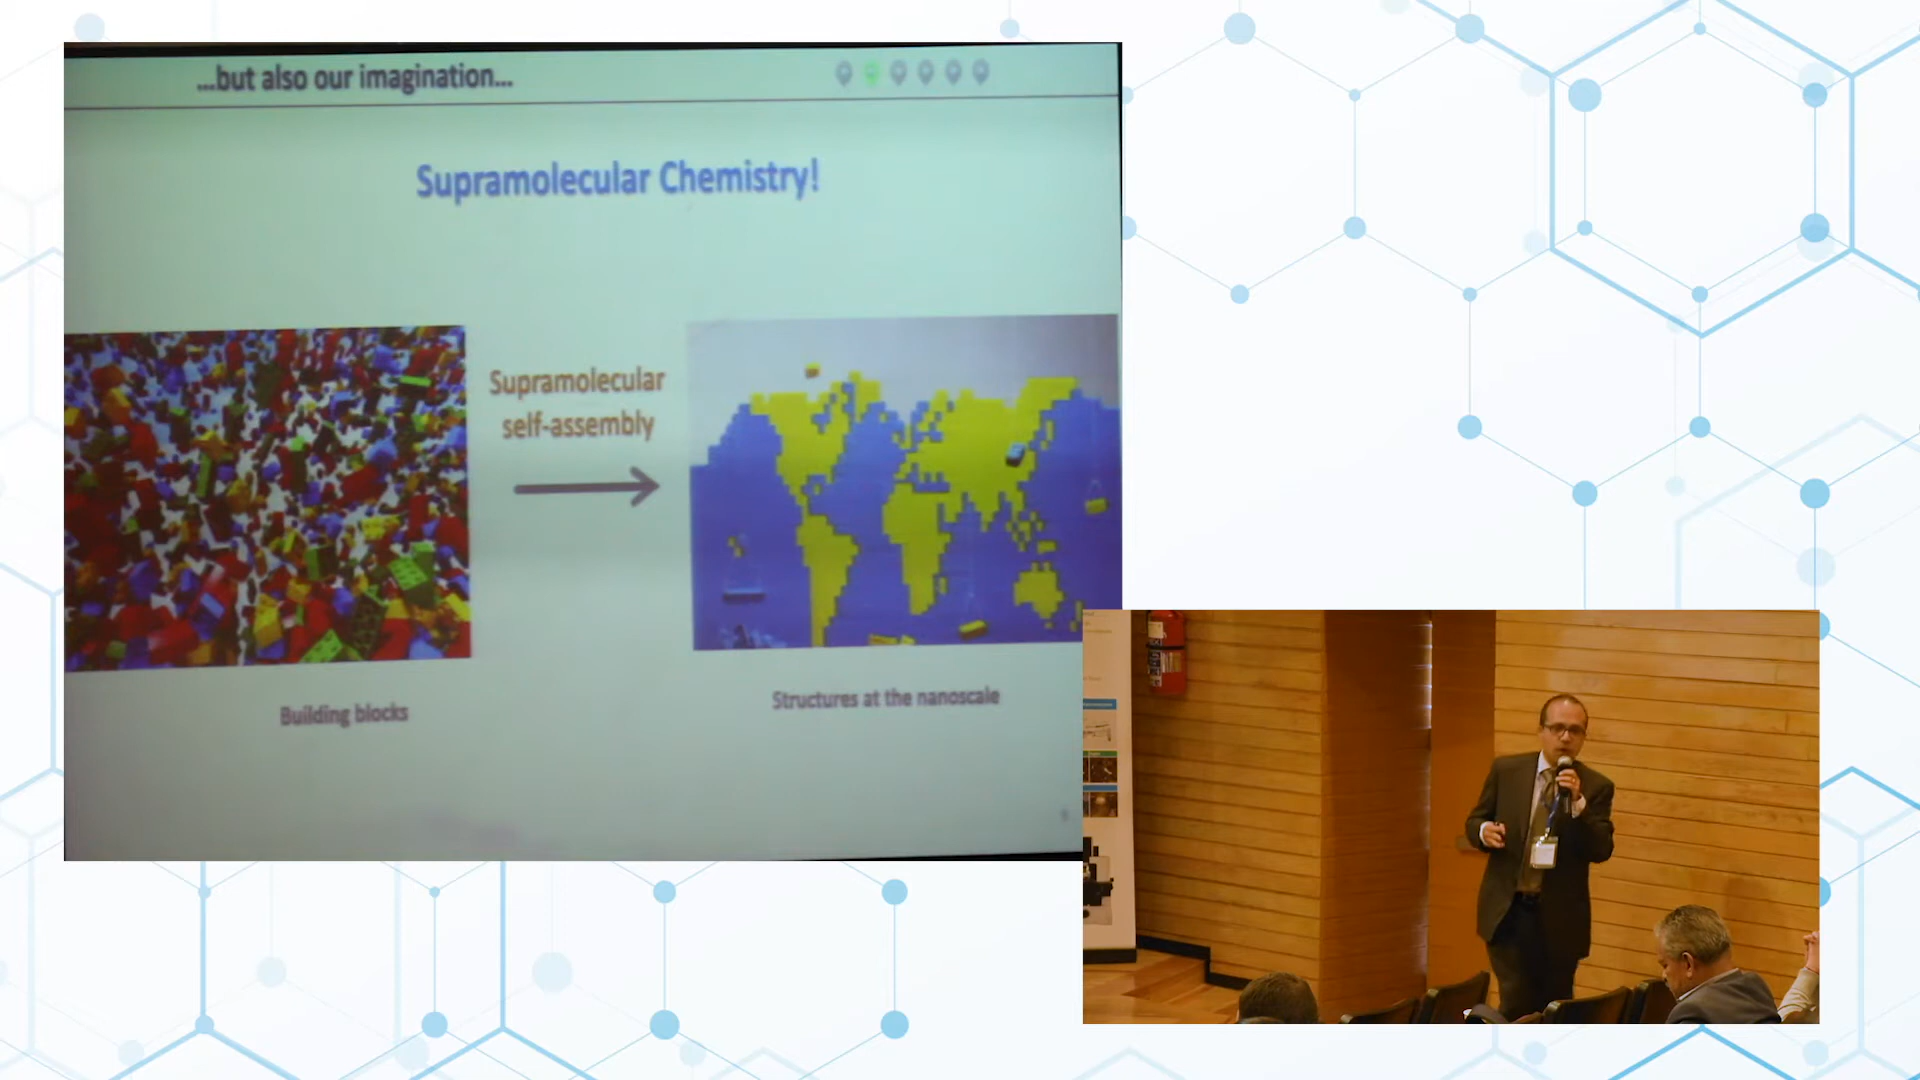 ...but also our imagination...
Supramolecular Chemistry!
Supramolecular
self-assembly
Building blocks
Structures at the nanoscale